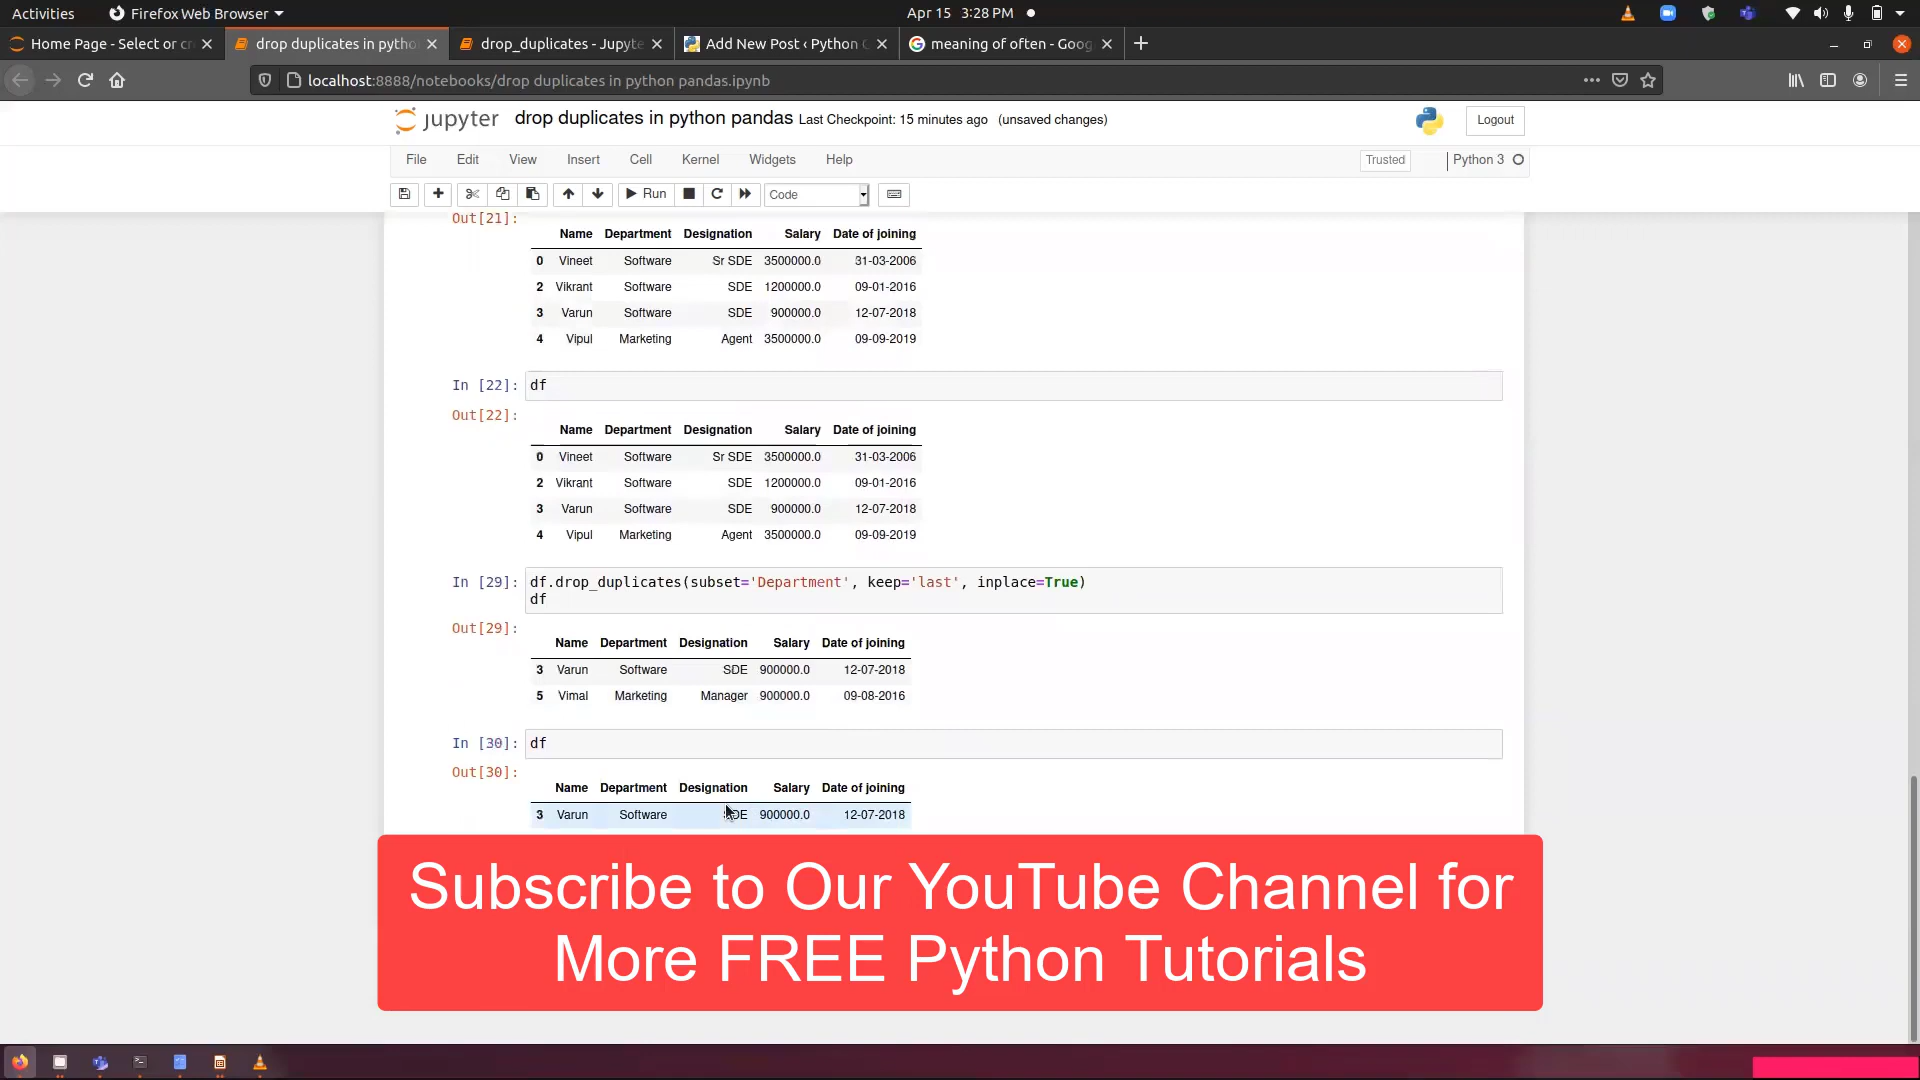 Activities Firefox Web Browser Apr 15 3:28 PM
Home Page - Select or cr drop duplicates in pytho drop_duplicates - Jupyte Add New Post ‹ Python meaning of often - Goog
localhost:8888/notebooks/drop duplicates in python pandas.ipynb
jupyter drop duplicates in python pandas Last Checkpoint: 15 minutes ago (unsaved changes) Logout
File Edit View Insert Cell Kernel Widgets Help Trusted Python 3
Run Code
Out[21]:
Name Department Designation Salary Date of joining
0 Vineet Software Sr SDE 3500000.0 31-03-2006
2 Vikrant Software SDE 1200000.0 09-01-2016
3 Varun Software SDE 900000.0 12-07-2018
4 Vipul Marketing Agent 3500000.0 09-09-2019
In [22]: df
Out[22]:
Name Department Designation Salary Date of joining
0 Vineet Software Sr SDE 3500000.0 31-03-2006
2 Vikrant Software SDE 1200000.0 09-01-2016
3 Varun Software SDE 900000.0 12-07-2018
4 Vipul Marketing Agent 3500000.0 09-09-2019
In [29]: df.drop_duplicates(subset='Department', keep='last', inplace=True)
df
Out[29]:
Name Department Designation Salary Date of joining
3 Varun Software SDE 900000.0 12-07-2018
5 Vimal Marketing Manager 900000.0 09-08-2016
In [30]: df
Out[30]:
Name Department Designation Salary Date of joining
3 Varun Software SDE 900000.0 12-07-2018
Subscribe to Our YouTube Channel for
More FREE Python Tutorials